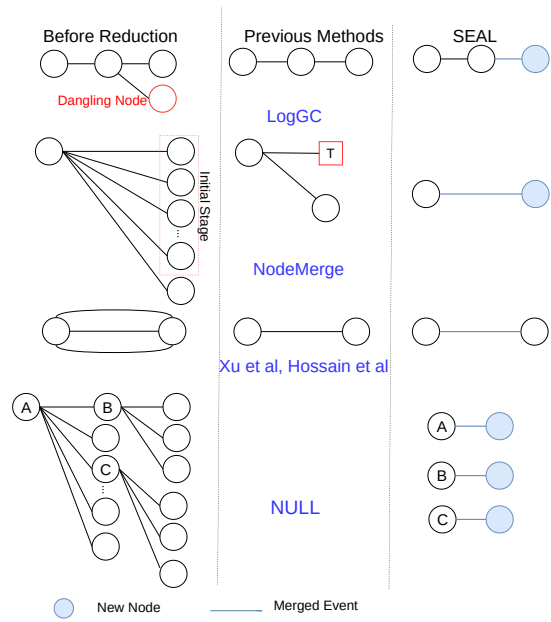 Before Reduction
Previous Methods
SEAL
Dangling Node
LogGC
Initial Stage
...
T
NodeMerge
Xu et al, Hossain et al
A
B
C
...
NULL
A
B
C
New Node
Merged Event